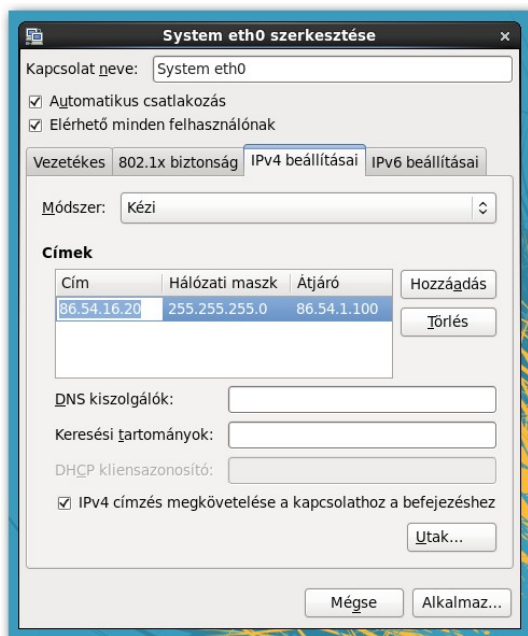 System eth0 szerkesztése
Kapcsolat neve: System eth0
Automatikus csatlakozás
Elérhető minden felhasználónak
Vezetékes 802.1x biztonság IPv4 beállításai IPv6 beállításai
Módszer: Kézi
Címek
Cím Hálózati maszk Átjáró Hozzáadás
86.54.16.20 255.255.255.0 86.54.1.100
Törlés
DNS kiszolgálók:
Keresési tartományok:
DHCP kliensazonosító:
IPv4 címzés megkövetelése a kapcsolathoz a befejezéshez
Utak...
Mégse Alkalmaz...